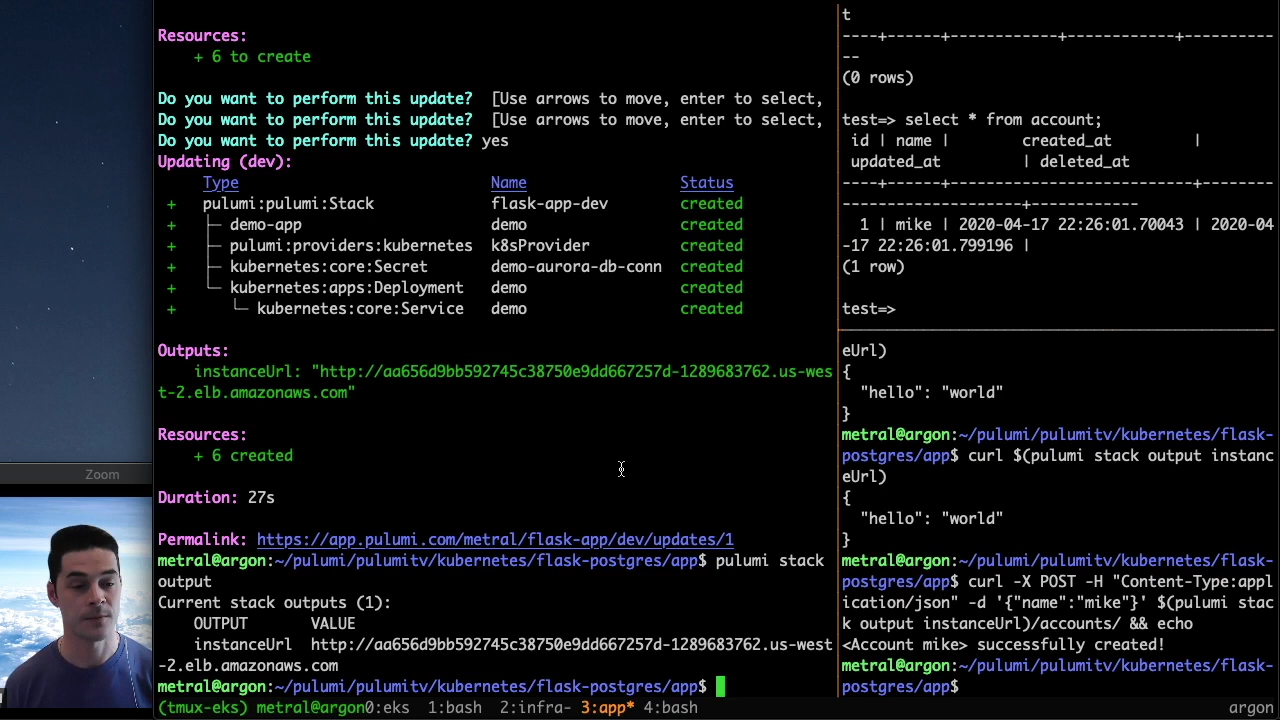 Resources:
+ 6 to create
Do you want to perform this update?  [Use arrows to move, enter to select,
Do you want to perform this update?  [Use arrows to move, enter to select,
Do you want to perform this update? yes
Updating (dev):
Type Name Status
+ pulumi:pulumi:Stack flask-app-dev created
+ ├─ demo-app demo created
+ ├─ pulumi:providers:kubernetes k8sProvider created
+ ├─ kubernetes:core:Secret demo-aurora-db-conn created
+ └─ kubernetes:apps:Deployment demo created
+ └─ kubernetes:core:Service demo created
Outputs:
instanceUrl: "http://aa656d9bb592745c38750e9dd667257d-1289683762.us-wes
t-2.elb.amazonaws.com"
Resources:
+ 6 created
Duration: 27s
Permalink: https://app.pulumi.com/metral/flask-app/dev/updates/1
metral@argon:~/pulumi/pulumitv/kubernetes/flask-postgres/app$ pulumi stack
output
Current stack outputs (1):
OUTPUT VALUE
instanceUrl http://aa656d9bb592745c38750e9dd667257d-1289683762.us-west
-2.elb.amazonaws.com
metral@argon:~/pulumi/pulumitv/kubernetes/flask-postgres/app$
t
----+------+------------+------------+----------
--
(0 rows)
test=> select * from account;
id | name | created_at |
updated_at | deleted_at
----+------+---------------------------+--------
--------------------+------------
1 | mike | 2020-04-17 22:26:01.70043 | 2020-04
-17 22:26:01.799196 |
(1 row)
test=>
eUrl)
{
"hello": "world"
}
metral@argon:~/pulumi/pulumitv/kubernetes/flask-
postgres/app$ curl $(pulumi stack output instanc
eUrl)
{
"hello": "world"
}
metral@argon:~/pulumi/pulumitv/kubernetes/flask-
postgres/app$ curl -X POST -H "Content-Type:appl
ication/json" -d '{"name":"mike"}' $(pulumi stac
k output instanceUrl)/accounts/ && echo
<Account mike> successfully created!
metral@argon:~/pulumi/pulumitv/kubernetes/flask-
postgres/app$
Zoom
(tmux-eks) metral@argon0:eks 1:bash 2:infra- 3:app* 4:bash argon